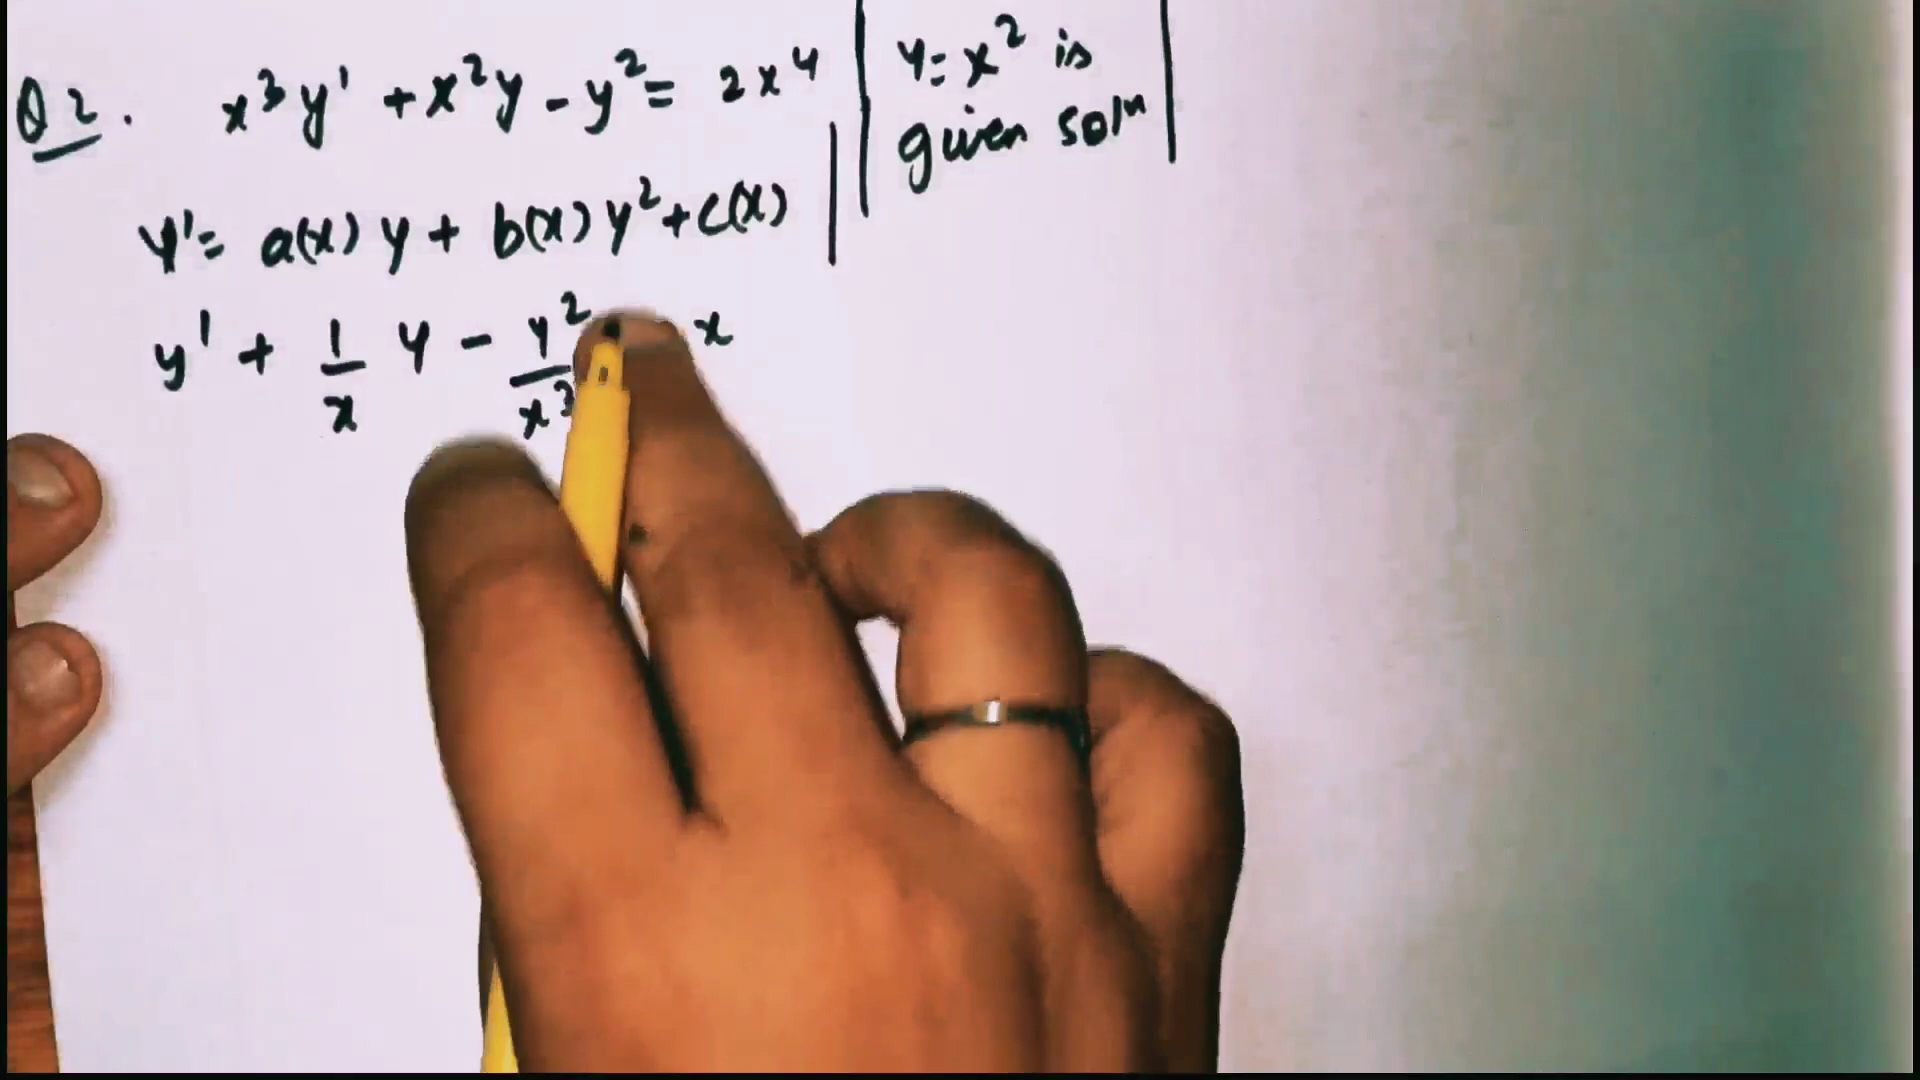 Q2. x³y' + x²y - y² = 2x⁴
y = x² is
given solⁿ
y' = a(x) y + b(x) y² + c(x)
y' + 1/x y - y²/x³ x